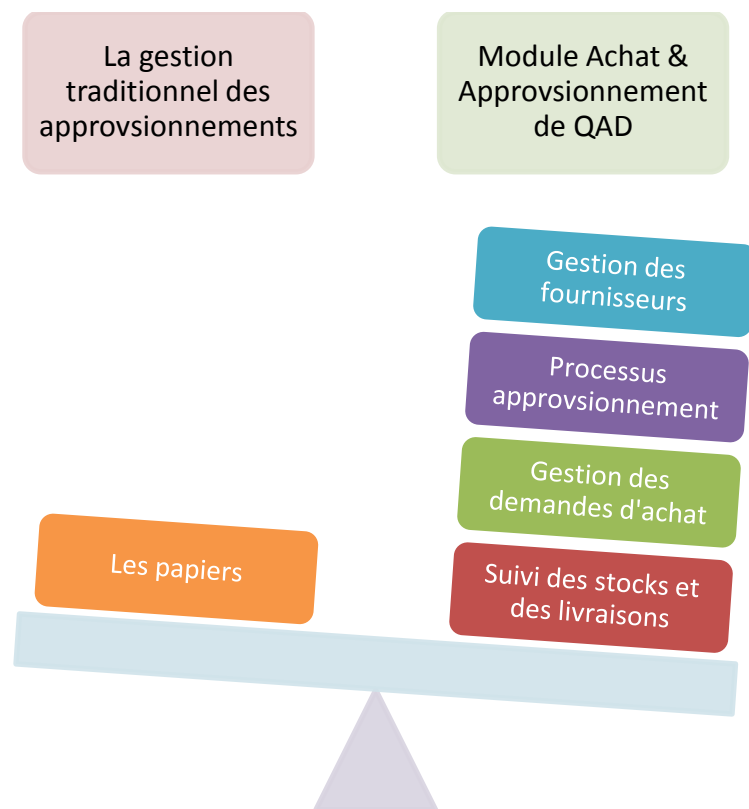 La gestion
traditionnel des
approvsionnements
Module Achat &
Approvsionnement
de QAD
Gestion des
fournisseurs
Processus
approvsionnement
Gestion des
demandes d'achat
Les papiers
Suivi des stocks et
des livraisons